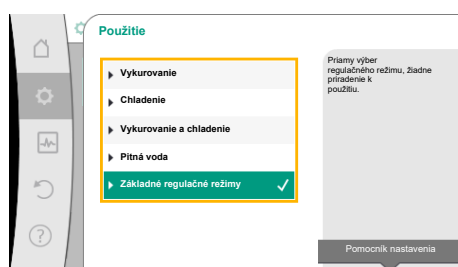 Použitie
Vykurovanie
Chladenie
Vykurovanie a chladenie
Pitná voda
Základné regulačné režimy
Priamy výber
regulačného režimu, žiadne
priradenie k
použitiu.
Pomocník nastavenia